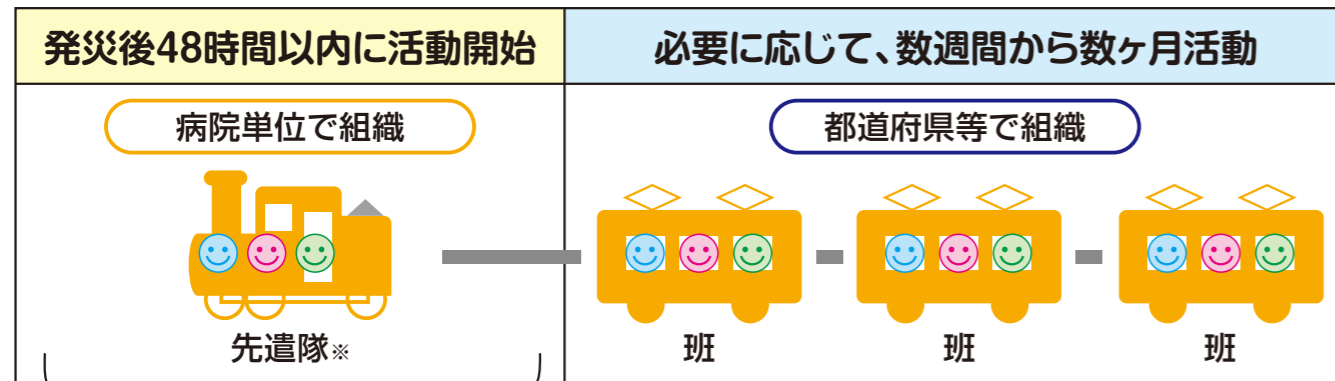 発災後48時間以内に活動開始
必要に応じて、数週間から数ヶ月活動
病院単位で組織
都道府県等で組織
先遣隊※
班
班
班